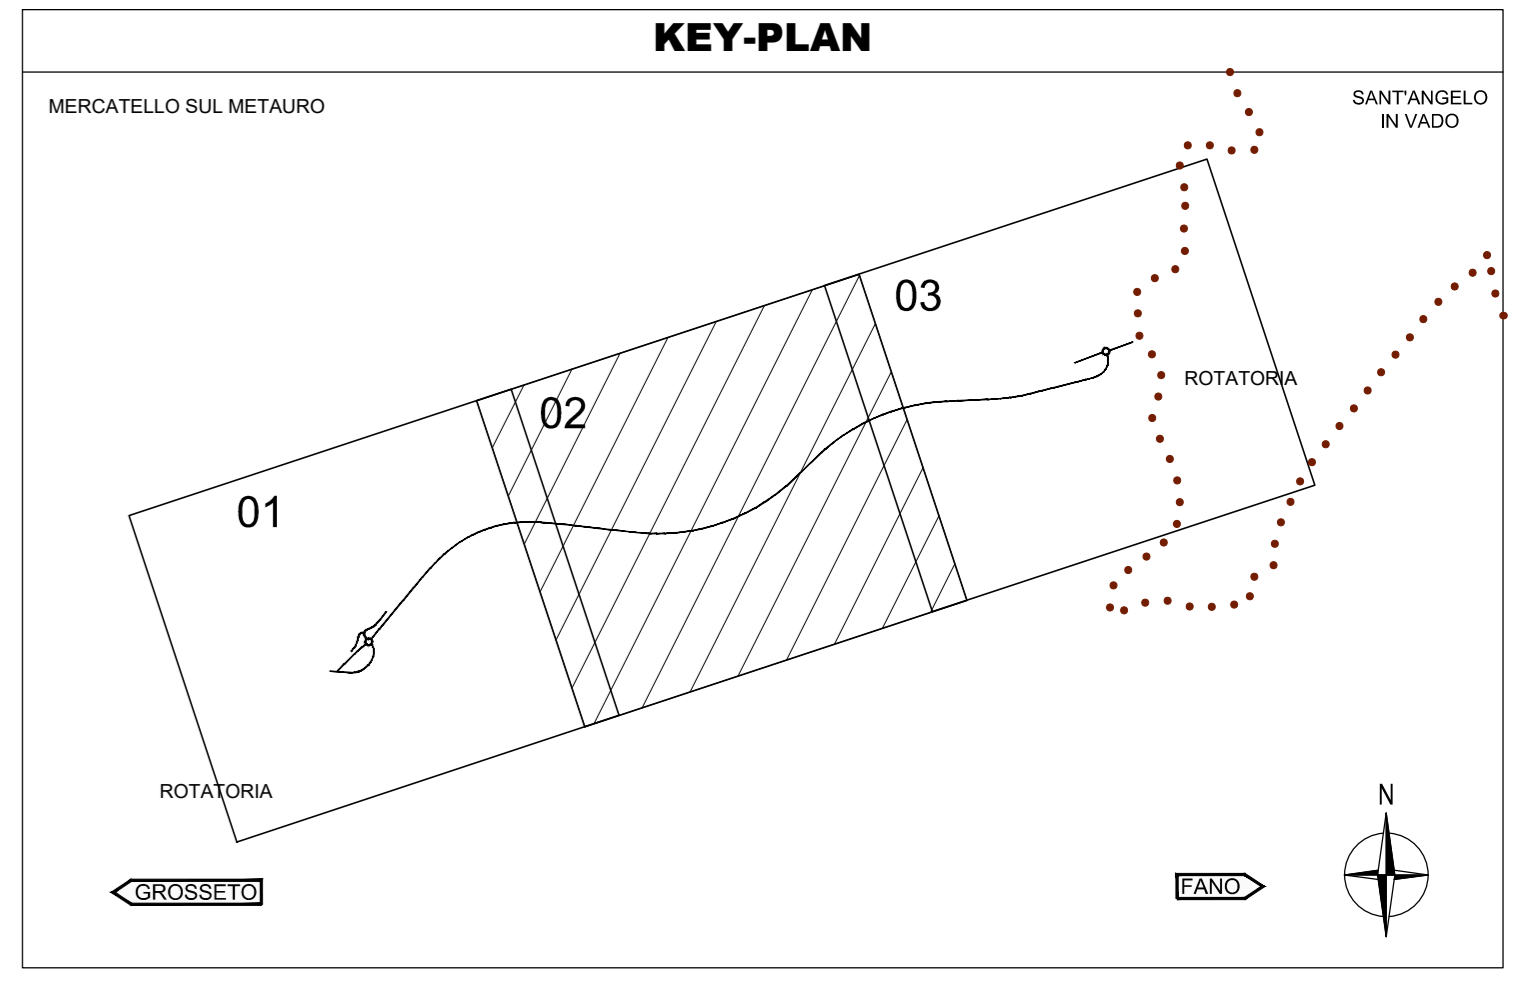 KEY-PLAN
MERCATELLO SUL METAURO
SANT'ANGELO
IN VADO
03
02
01
ROTATORIA
ROTATORIA
N
GROSSETO
FANO